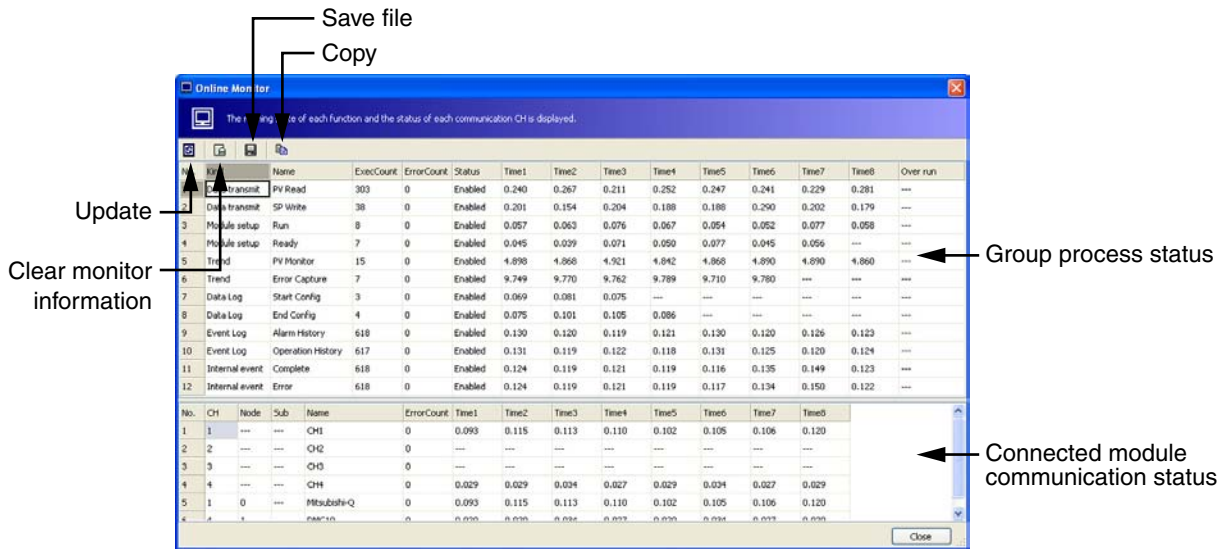 Save file
Copy
Online Monitor
The running state of each function and the status of each communication CH is displayed.
Name ExecCount ErrorCount Status Time1 Time2 Time3 Time4 Time5 Time6 Time7 Time8 Over run
Data transmit PV Read 303 0 Enabled 0.240 0.267 0.211 0.252 0.247 0.241 0.229 0.281 ---
2 Data transmit SP Write 38 0 Enabled 0.201 0.154 0.204 0.188 0.188 0.290 0.202 0.179 ---
3 Module setup Run 8 0 Enabled 0.057 0.063 0.076 0.067 0.054 0.052 0.077 0.058 ---
4 Module setup Ready 7 0 Enabled 0.045 0.039 0.071 0.050 0.077 0.045 0.056 --- ---
5 Trend PV Monitor 15 0 Enabled 4.898 4.868 4.921 4.842 4.868 4.890 4.890 4.860 ---
6 Trend Error Capture 7 0 Enabled 9.749 9.770 9.762 9.789 9.710 9.780 --- --- ---
7 Data Log Start Config 3 0 Enabled 0.069 0.081 0.075 --- --- --- --- --- ---
8 Data Log End Config 4 0 Enabled 0.075 0.101 0.105 0.086 --- --- --- --- ---
9 Event Log Alarm History 618 0 Enabled 0.130 0.120 0.119 0.121 0.130 0.120 0.126 0.123 ---
10 Event Log Operation History 617 0 Enabled 0.131 0.119 0.122 0.118 0.131 0.125 0.120 0.124 ---
11 Internal event Complete 618 0 Enabled 0.124 0.119 0.121 0.119 0.116 0.135 0.149 0.123 ---
12 Internal event Error 618 0 Enabled 0.124 0.119 0.121 0.119 0.117 0.134 0.150 0.122 ---
Update
Clear monitor
information
Group process status
No. CH Node Sub Name ErrorCount Time1 Time2 Time3 Time4 Time5 Time6 Time7 Time8
1 1 --- --- CH1 0 0.093 0.115 0.113 0.110 0.102 0.105 0.106 0.120
2 2 --- --- CH2 0 --- --- --- --- --- --- --- ---
3 3 --- --- CH3 0 --- --- --- --- --- --- --- ---
4 4 --- --- CH4 0 0.029 0.029 0.034 0.027 0.029 0.034 0.027 0.029
5 1 0 --- Mitsubishi-Q 0 0.093 0.115 0.113 0.110 0.102 0.105 0.106 0.120
Connected module
communication status
Close